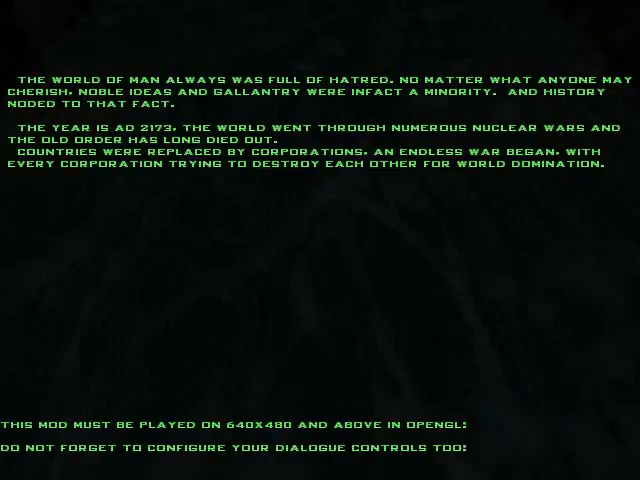 THE WORLD OF MAN ALWAYS WAS FULL OF HATRED. NO MATTER WHAT ANYONE MAY
CHERISH, NOBLE IDEAS AND GALLANTRY WERE INFACT A MINORITY. AND HISTORY
NODED TO THAT FACT.
THE YEAR IS AD 2173, THE WORLD WENT THROUGH NUMEROUS NUCLEAR WARS AND
THE OLD ORDER HAS LONG DIED OUT.
COUNTRIES WERE REPLACED BY CORPORATIONS, AN ENDLESS WAR BEGAN, WITH
EVERY CORPORATION TRYING TO DESTROY EACH OTHER FOR WORLD DOMINATION.
THIS MOD MUST BE PLAYED ON 640X480 AND ABOVE IN OPENGL!
DO NOT FORGET TO CONFIGURE YOUR DIALOGUE CONTROLS TOO!